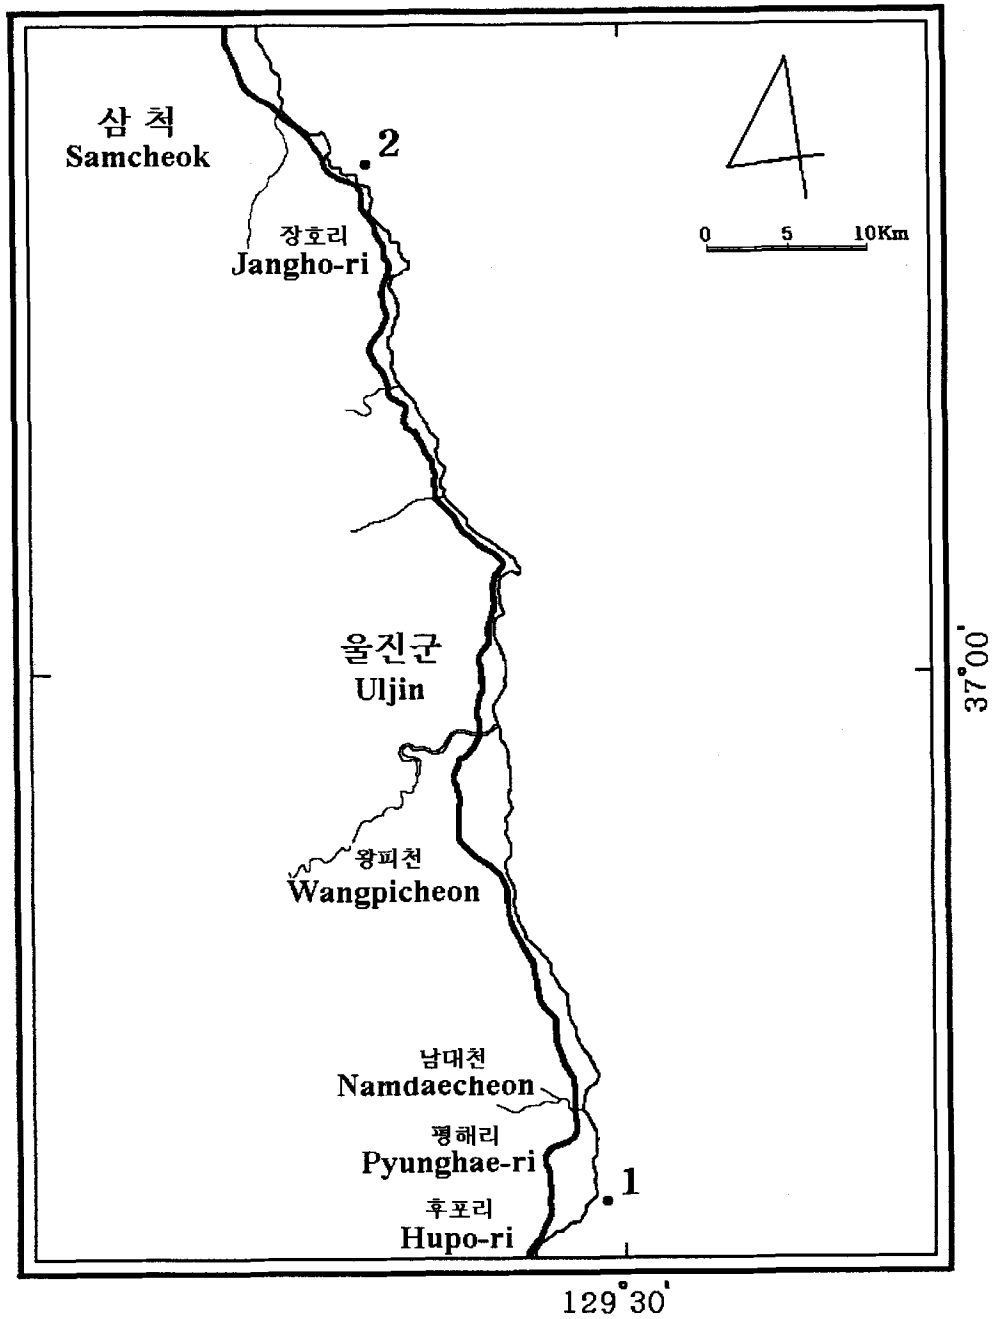 삼 척
Samcheok
2
0 5 10Km
장호리
Jangho-ri
울진군
Uljin
37°00'
왕피천
Wangpicheon
남대천
Namdaecheon
평해리
Pyunghae-ri
1
후포리
Hupo-ri
129°30'